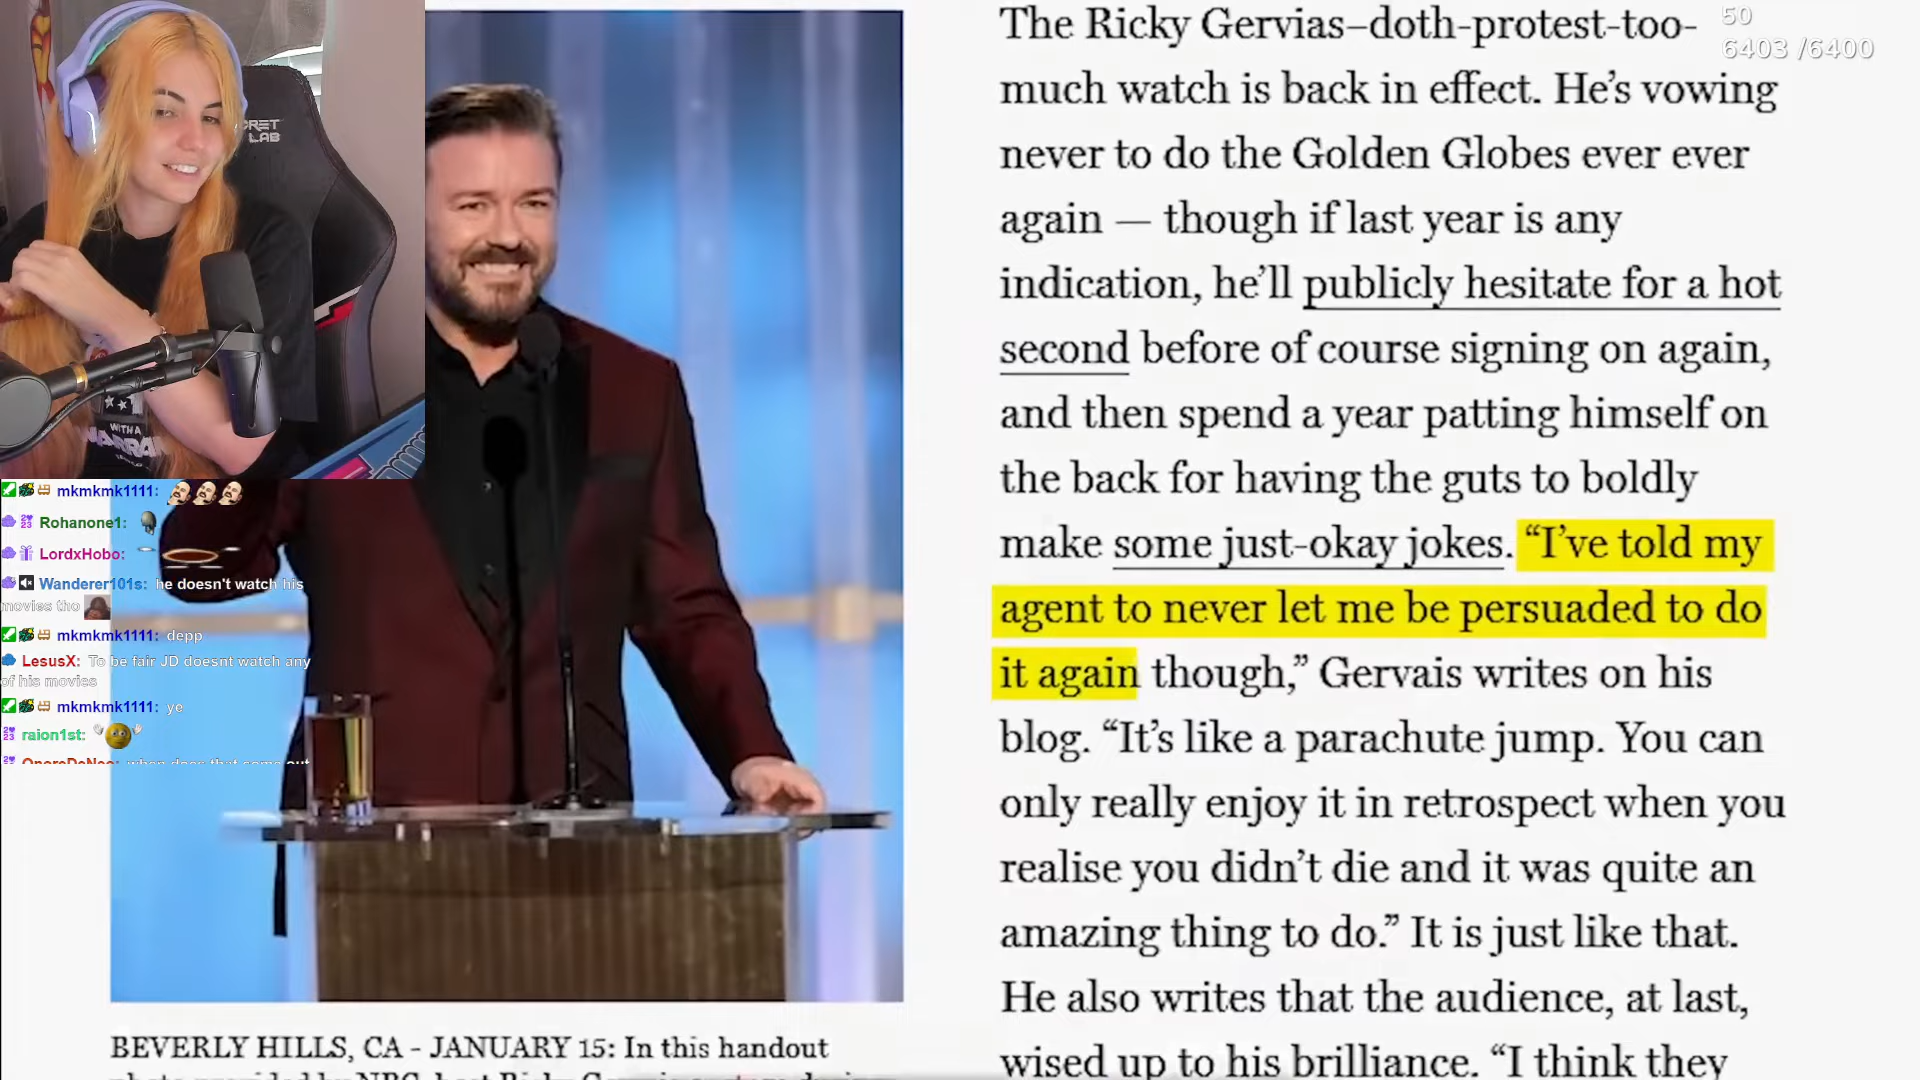 50
6403 /6400
CRET
LAB
WITH A
mkmkmk1111:
Rohanone1:
LordxHobo:
Wanderer101s: he doesn't watch his
movies tho
mkmkmk1111: depp
LesusX: To be fair JD doesnt watch any
of his movies
mkmkmk1111: ye
raion1st:
The Ricky Gervias–doth-protest-too-
much watch is back in effect. He’s vowing
never to do the Golden Globes ever ever
again — though if last year is any
indication, he’ll publicly hesitate for a hot
second before of course signing on again,
and then spend a year patting himself on
the back for having the guts to boldly
make some just-okay jokes. “I’ve told my
agent to never let me be persuaded to do
it again though,” Gervais writes on his
blog. “It’s like a parachute jump. You can
only really enjoy it in retrospect when you
realise you didn’t die and it was quite an
amazing thing to do.” It is just like that.
He also writes that the audience, at last,
wised up to his brilliance. “I think they
BEVERLY HILLS, CA - JANUARY 15: In this handout